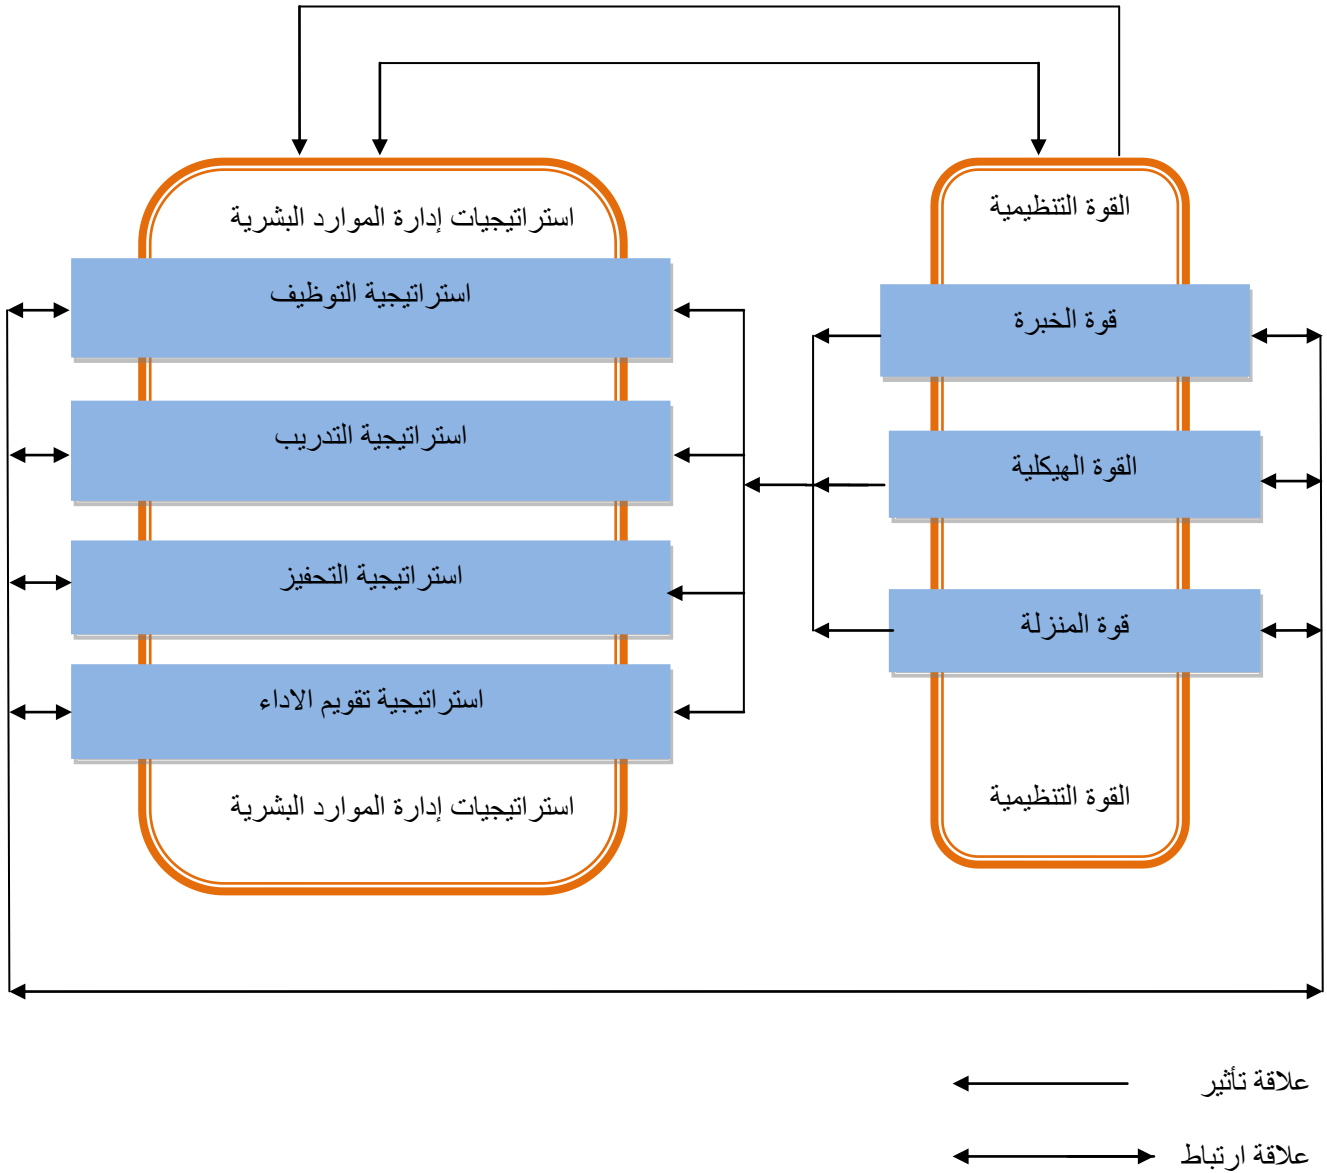 القوة التنظيمية
قوة الخبرة
القوة الهيكلية
قوة المنزلة
القوة التنظيمية
استراتيجيات إدارة الموارد البشرية
استراتيجية التوظيف
استراتيجية التدريب
استراتيجية التحفيز
استراتيجية تقويم الاداء
استراتيجيات إدارة الموارد البشرية
علاقة تأثير
علاقة ارتباط